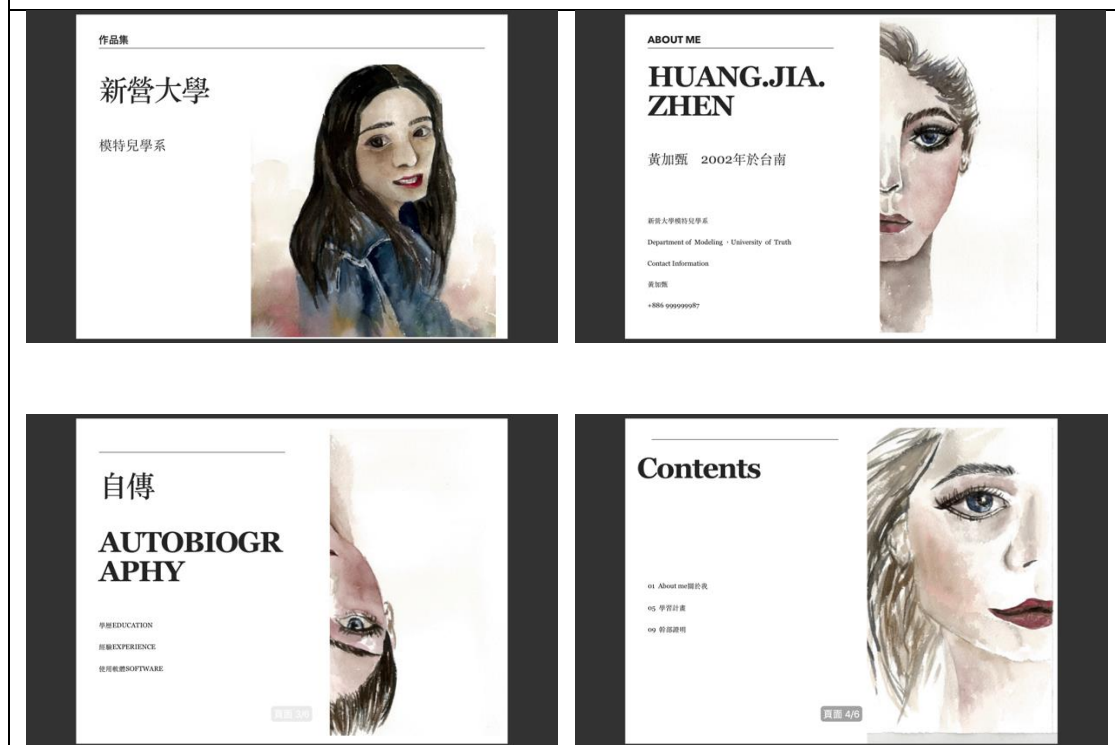 作品集
新營大學
模特兒學系
ABOUT ME
HUANG.JIA.
ZHEN
黃加甄 2002年於台南
新營大學模特兒學系
Department of Modeling ，University of Truth
Contact Information
黃加甄
+886 999999987
自傳
AUTOBIOGR
APHY
學歷EDUCATION
經驗EXPERIENCE
使用軟體SOFTWARE
頁面 3/6
Contents
01 About me關於我
05 學習計畫
09 幹部證明
頁面 4/6